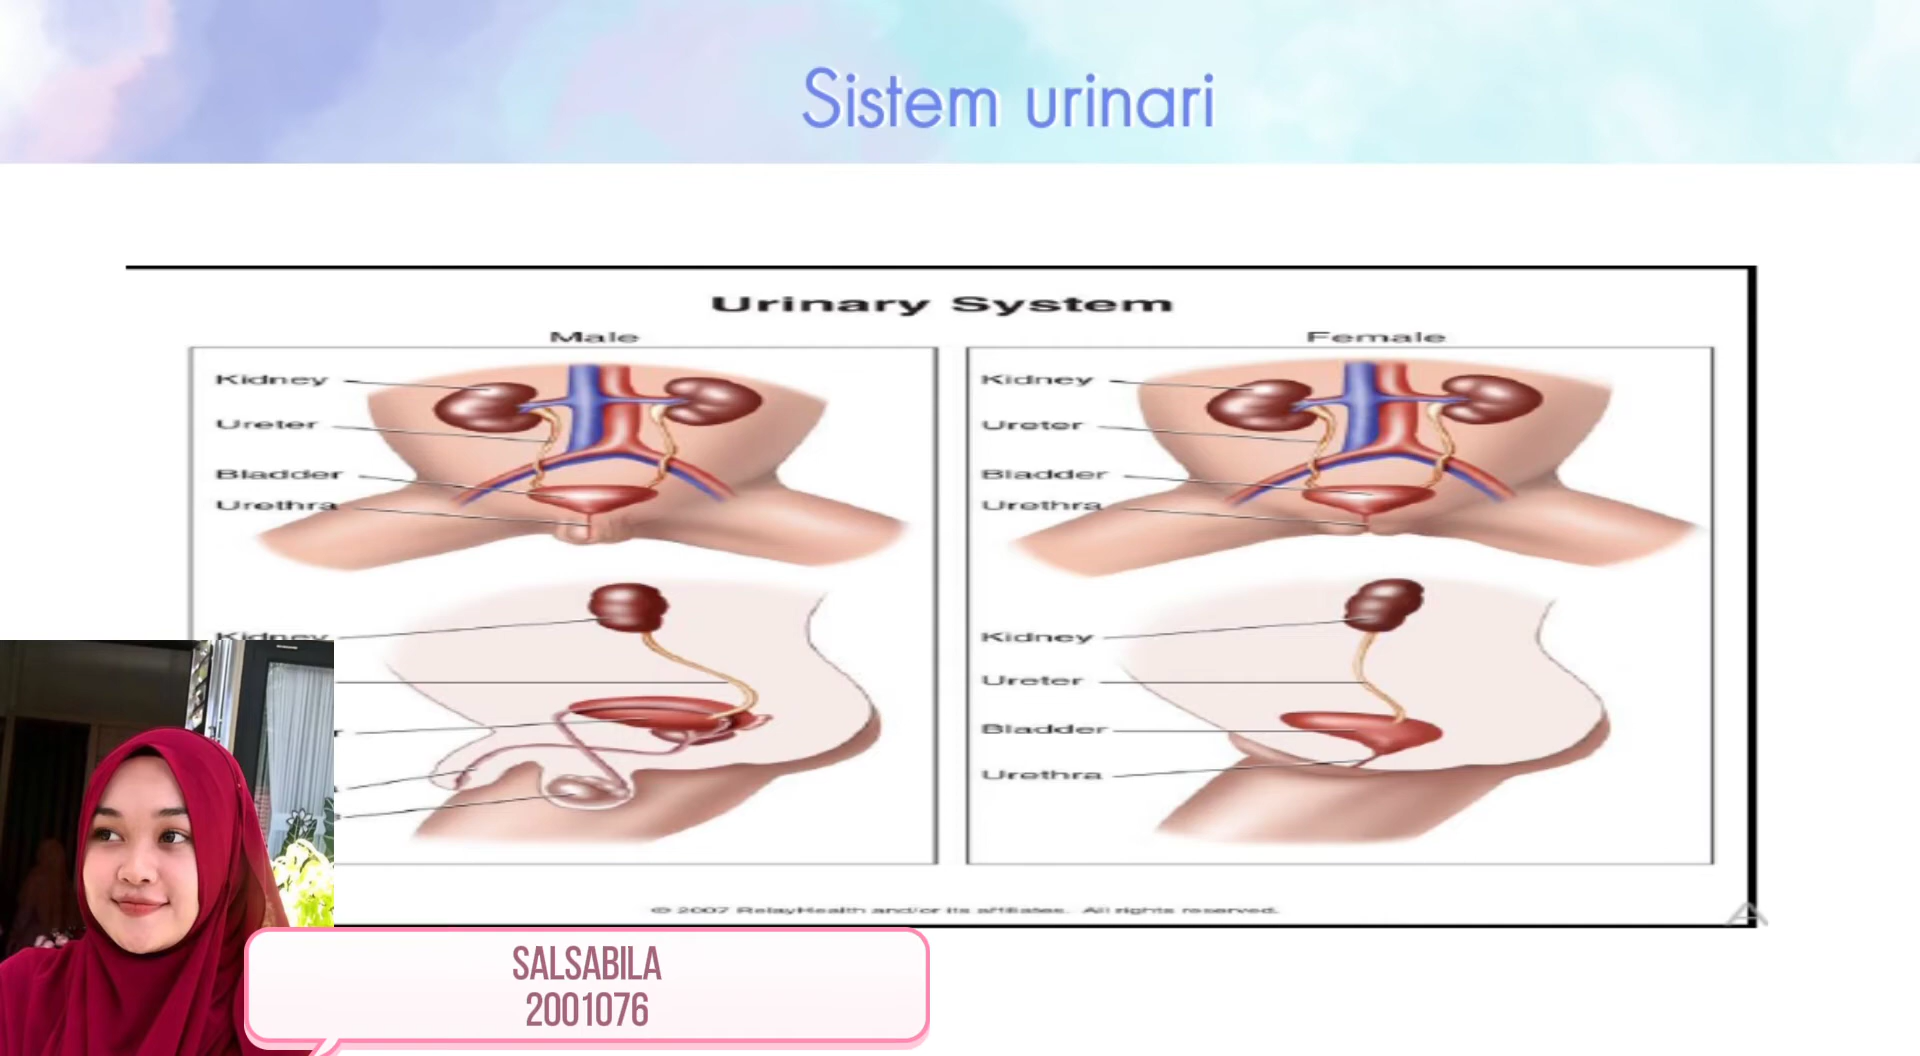 Sistem urinari
Urinary System
Male
Female
Kidney
Ureter
Bladder
Urethra
Kidney
Ureter
Bladder
Urethra
Kidney
Kidney
Ureter
Bladder
Urethra
© 2007 RelayHealth and/or its affiliates. All rights reserved.
SALSABILA
2001076